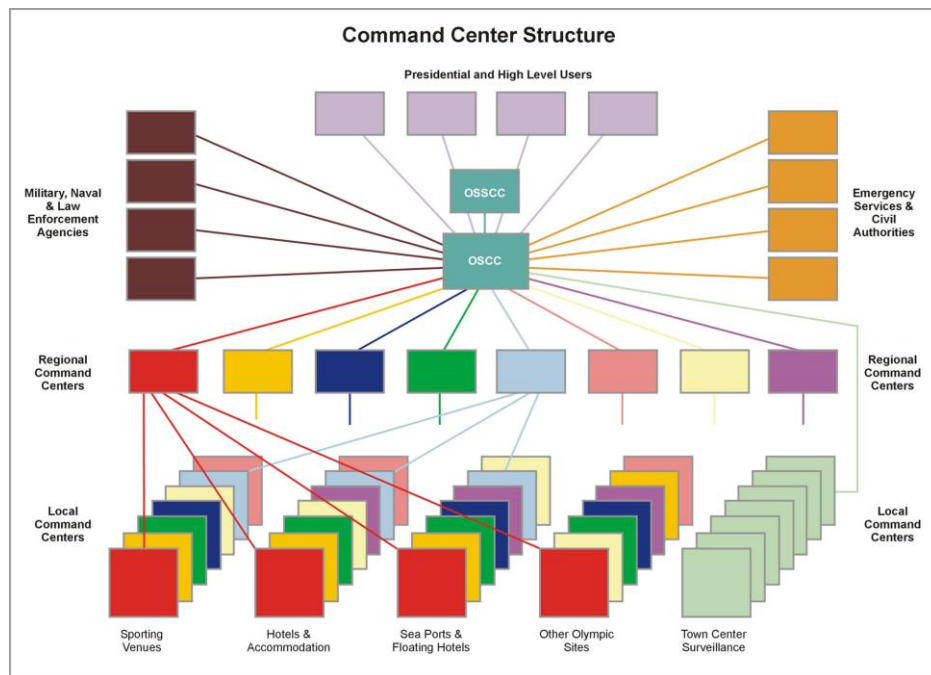 Command Center Structure
Presidential and High Level Users
Military, Naval
& Law
Enforcement
Agencies
OSSCC
OSCC
Emergency
Services &
Civil
Authorities
Regional
Command
Centers
Regional
Command
Centers
Local
Command
Centers
Local
Command
Centers
Sporting
Venues
Hotels &
Accommodation
Sea Ports &
Floating Hotels
Other Olympic
Sites
Town Center
Surveillance